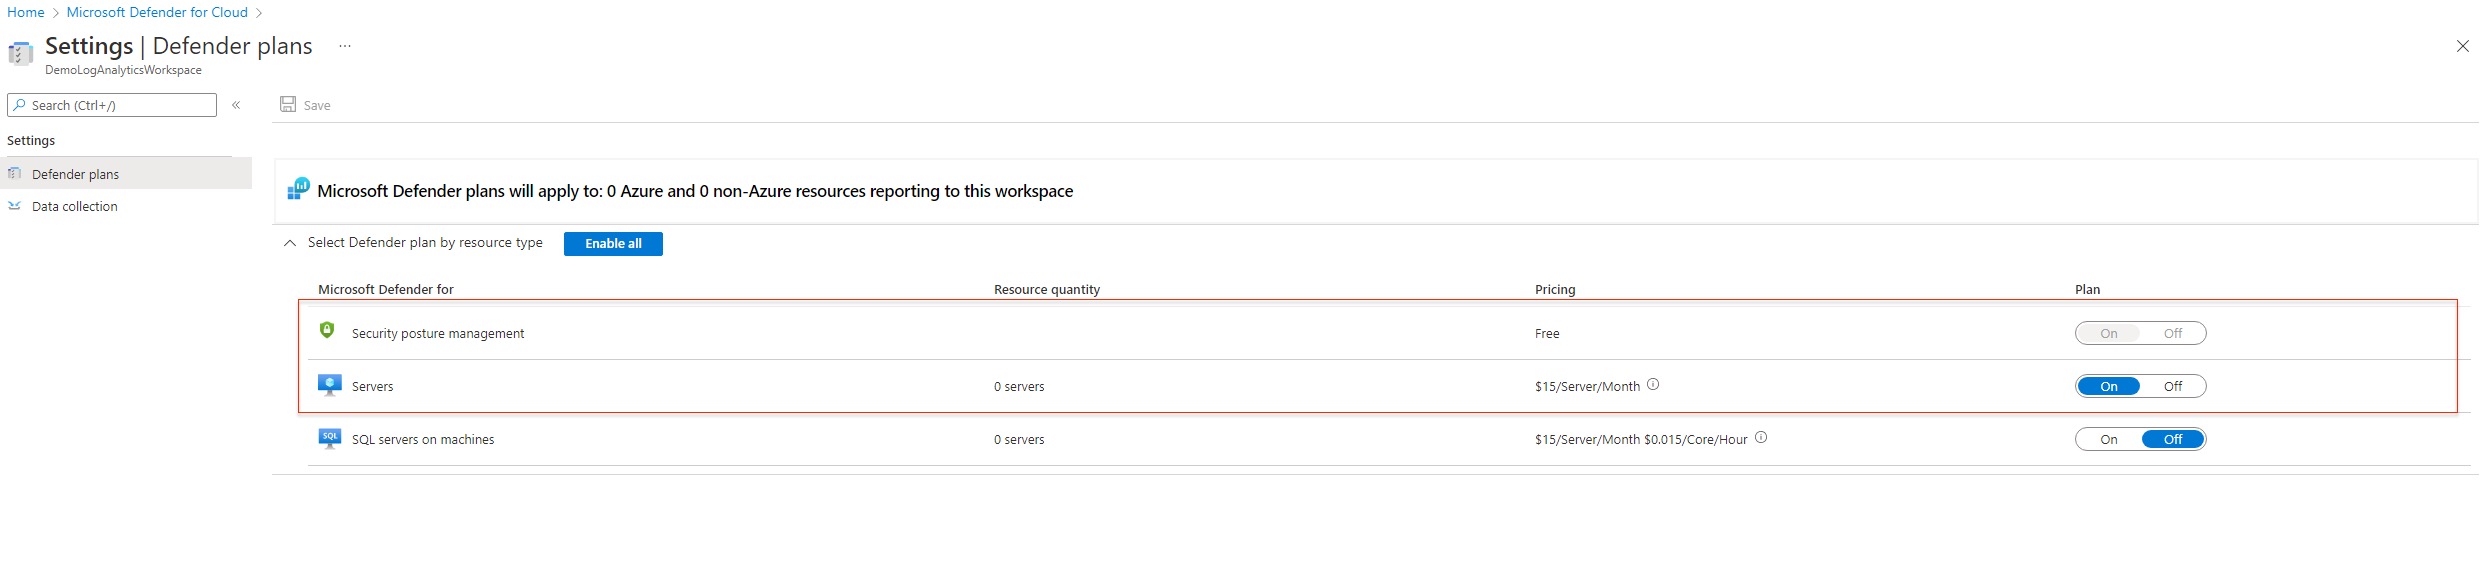 Home > Microsoft Defender for Cloud >
Settings | Defender plans ...
DemoLogAnalyticsWorkspace
Search (Ctrl+/) «
Save
Settings
Defender plans
Data collection
Microsoft Defender plans will apply to: 0 Azure and 0 non-Azure resources reporting to this workspace
Select Defender plan by resource type Enable all
Microsoft Defender for Resource quantity Pricing Plan
Security posture management Free On Off
Servers 0 servers $15/Server/Month On Off
SQL SQL servers on machines 0 servers $15/Server/Month $0.015/Core/Hour On Off